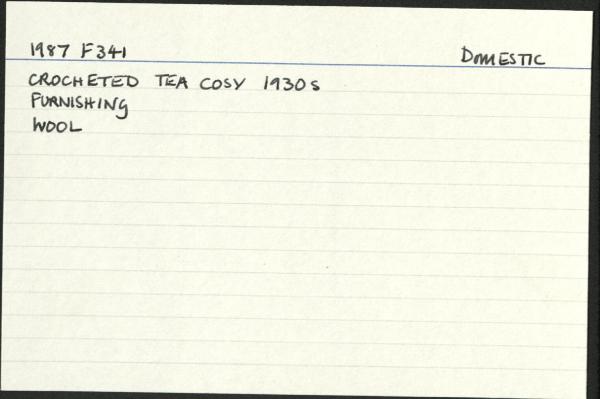 1987 F341 DOMESTIC
CROCHETED TEA COSY 1930s
FURNISHING
WOOL